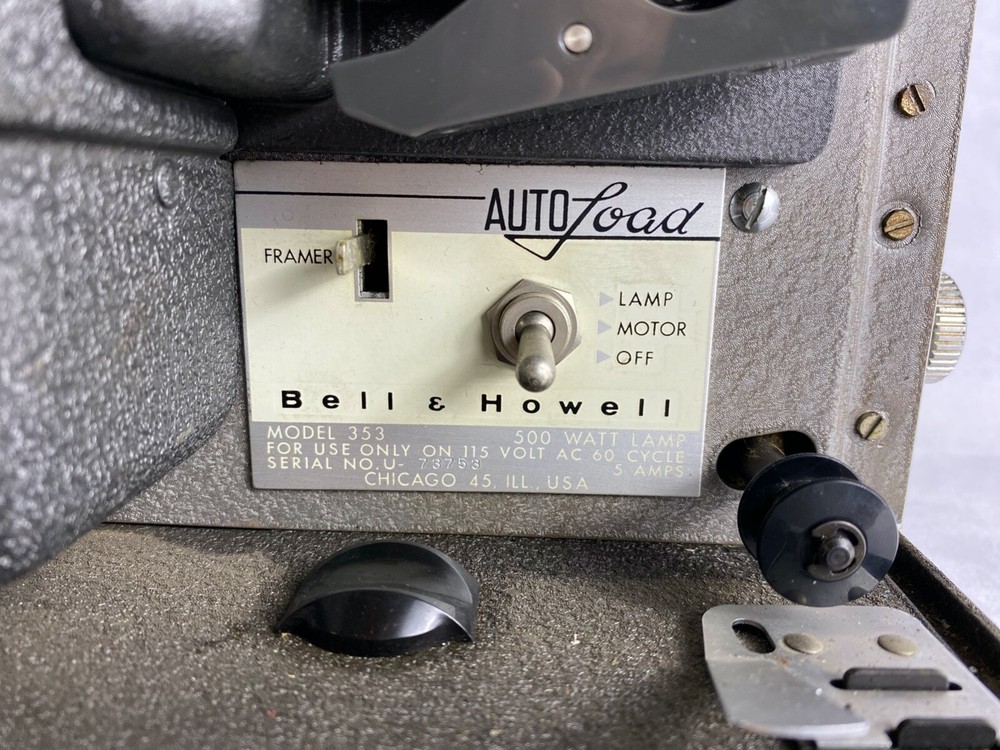 AUTO load
FRAMER
LAMP
MOTOR
OFF
Bell & Howell
MODEL 353 500 WATT LAMP
FOR USE ONLY ON 115 VOLT AC 60 CYCLE
SERIAL NO. U- 73753 5 AMPS.
CHICAGO 45, ILL., USA